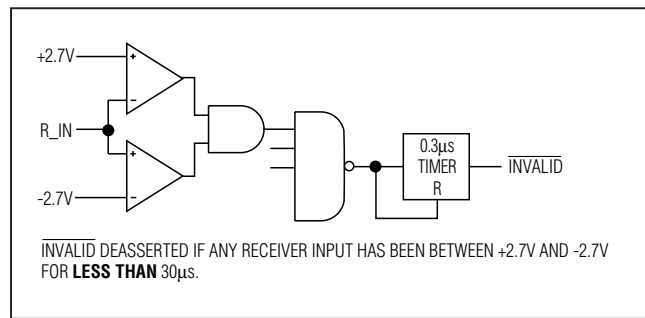 +2.7V
+
-
R_IN
+
-
-2.7V
0.3µs
TIMER
R
INVALID
INVALID DEASSERTED IF ANY RECEIVER INPUT HAS BEEN BETWEEN +2.7V AND -2.7V
FOR LESS THAN 30µs.